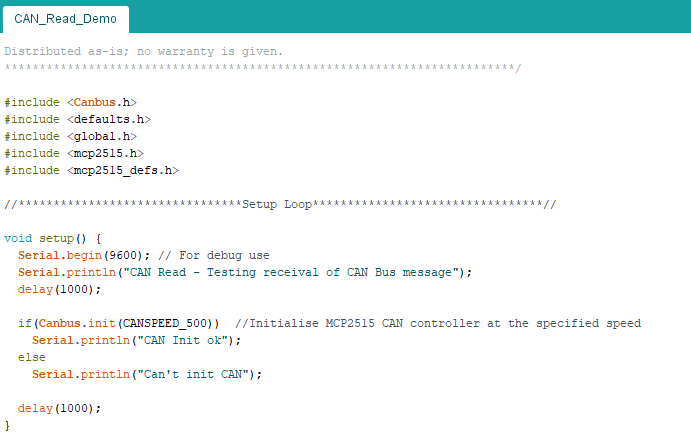 CAN_Read_Demo
Distributed as-is; no warranty is given.
*************************************************************************/
#include <Canbus.h>
#include <defaults.h>
#include <global.h>
#include <mcp2515.h>
#include <mcp2515_defs.h>
//********************************Setup Loop*********************************//
void setup() {
Serial.begin(9600); // For debug use
Serial.println("CAN Read - Testing receival of CAN Bus message");
delay(1000);
if(Canbus.init(CANSPEED_500))  //Initialise MCP2515 CAN controller at the specified speed
Serial.println("CAN Init ok");
else
Serial.println("Can't init CAN");
delay(1000);
}